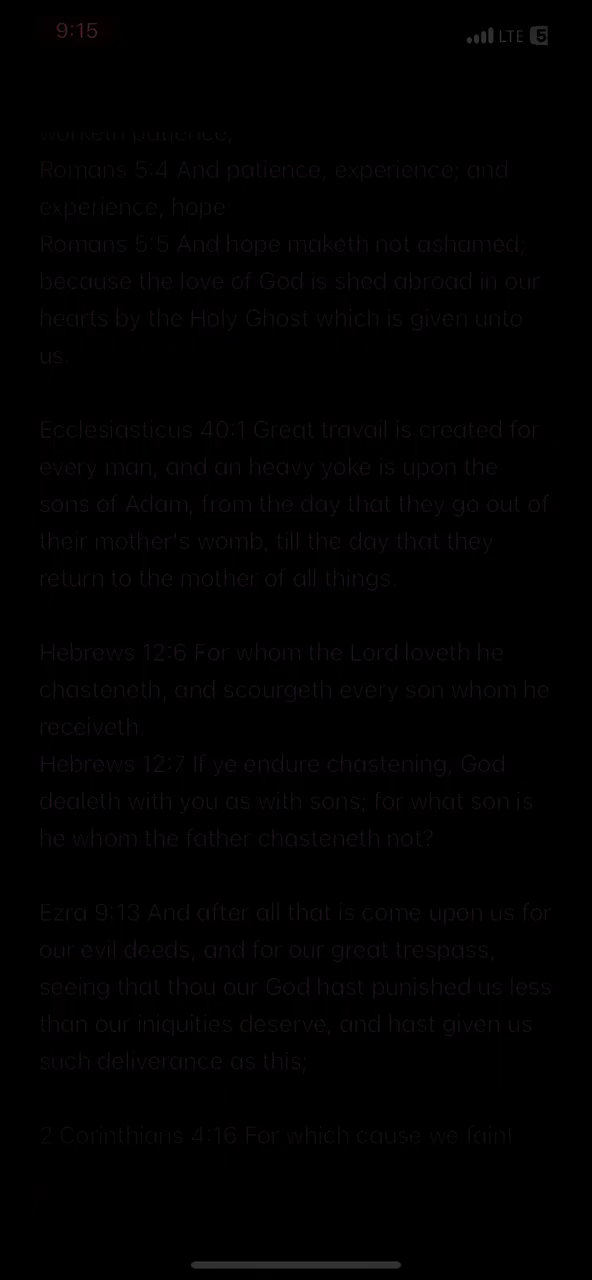 9:15
LTE 5
worketh patience;
Romans 5:4 And patience, experience; and
experience, hope:
Romans 5:5 And hope maketh not ashamed;
because the love of God is shed abroad in our
hearts by the Holy Ghost which is given unto
us.
Ecclesiasticus 40:1 Great travail is created for
every man, and an heavy yoke is upon the
sons of Adam, from the day that they go out of
their mother's womb, till the day that they
return to the mother of all things.
Hebrews 12:6 For whom the Lord loveth he
chasteneth, and scourgeth every son whom he
receiveth.
Hebrews 12:7 If ye endure chastening, God
dealeth with you as with sons; for what son is
he whom the father chasteneth not?
Ezra 9:13 And after all that is come upon us for
our evil deeds, and for our great trespass,
seeing that thou our God hast punished us less
than our iniquities deserve, and hast given us
such deliverance as this;
2 Corinthians 4:16 For which cause we faint